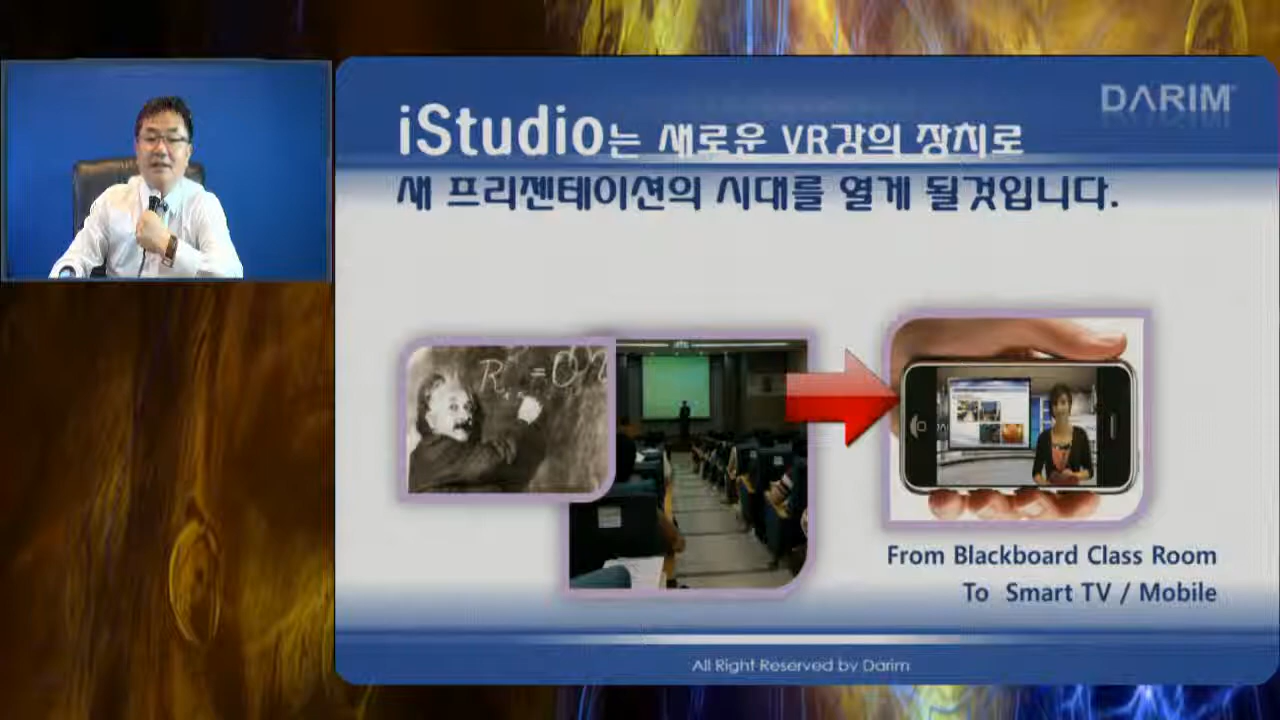 DARIM
iStudio는 새로운 VR강의 장치로
새 프리젠테이션의 시대를 열게 될것입니다.
From Blackboard Class Room
To Smart TV / Mobile
All Right Reserved by Darim